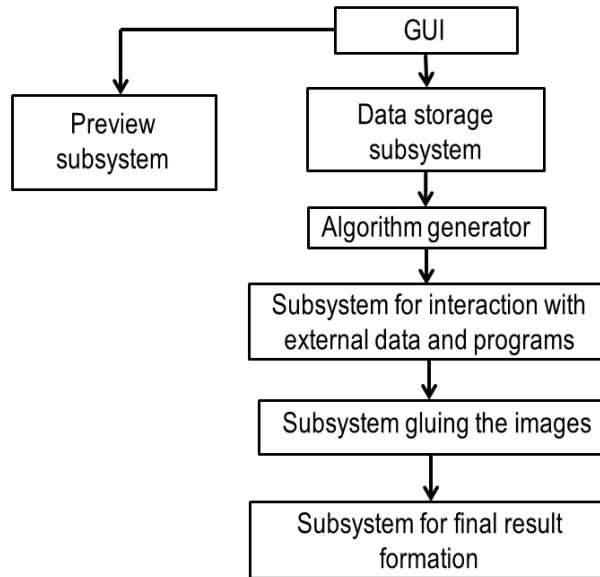 GUI
Preview
subsystem
Data storage
subsystem
Algorithm generator
Subsystem for interaction with
external data and programs
Subsystem gluing the images
Subsystem for final result
formation